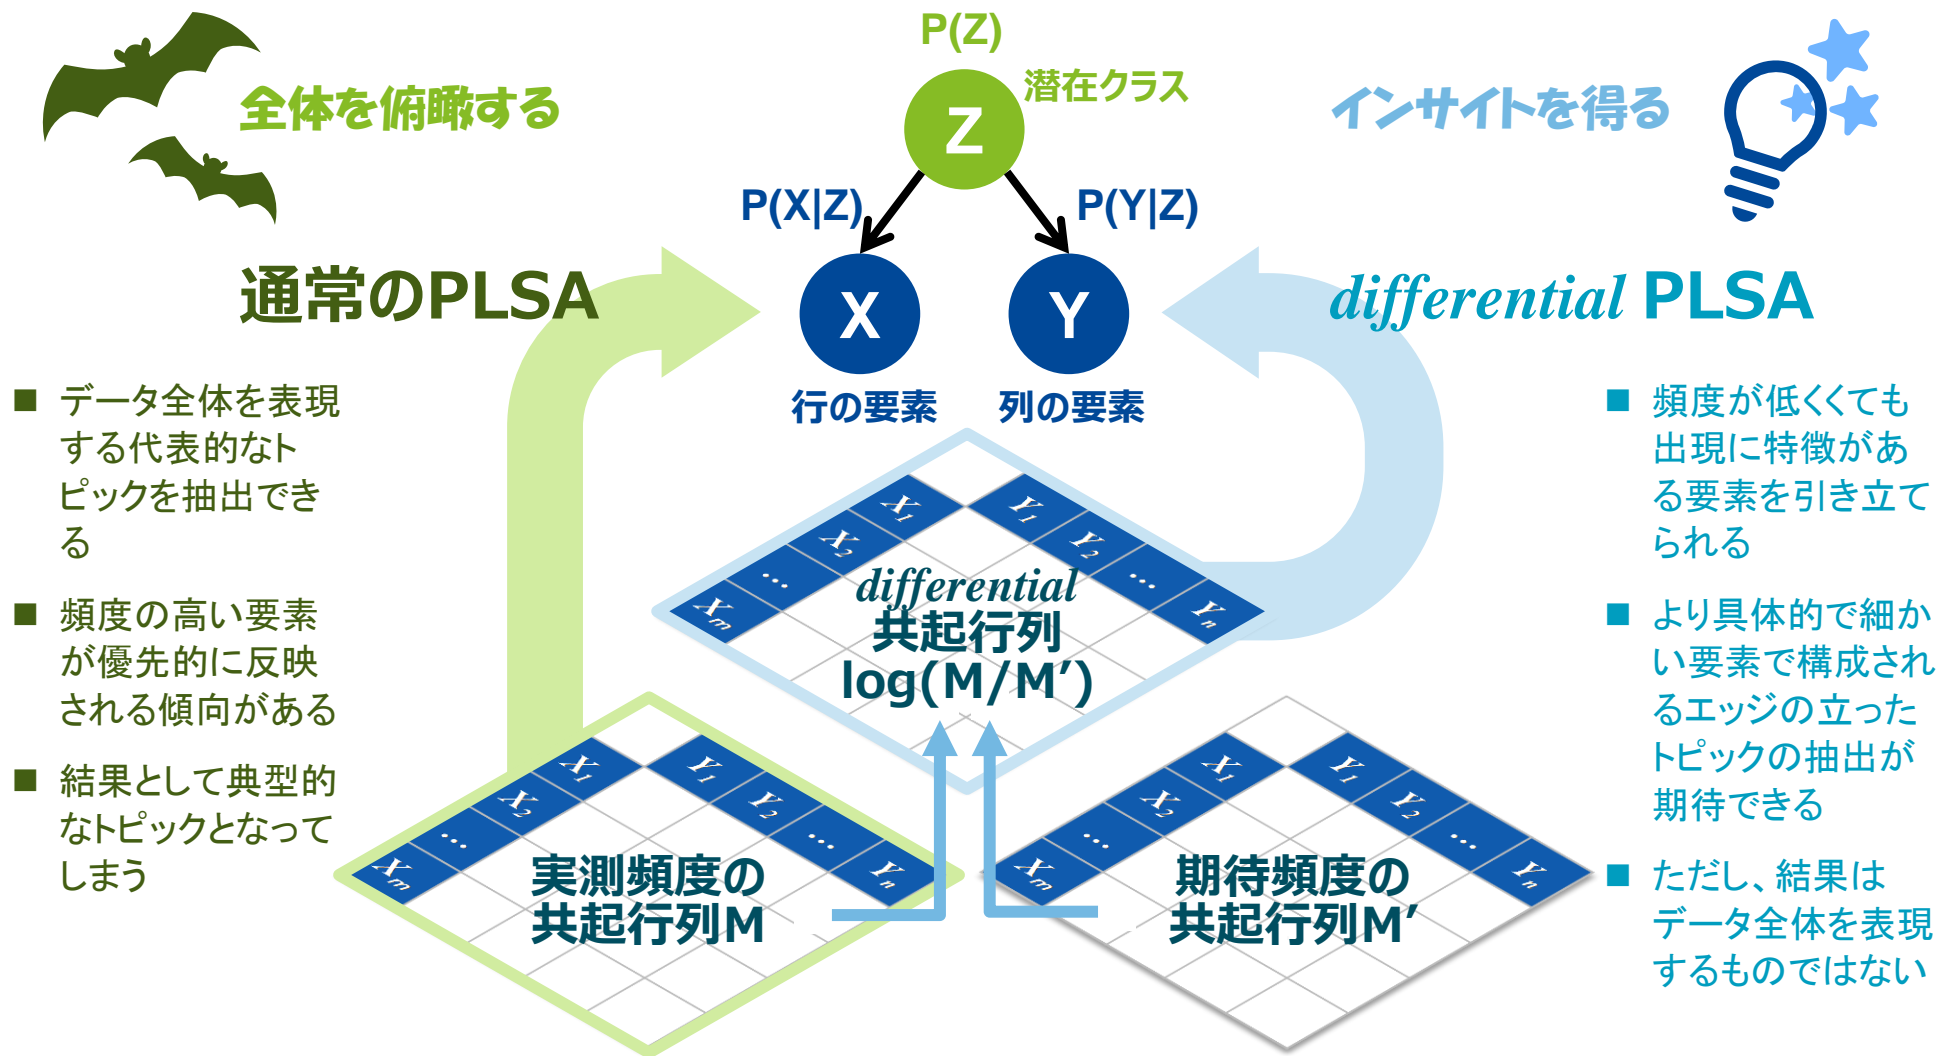 全体を俯瞰する
P(Z)
潜在クラス
Z
インサイトを得る
P(X|Z)
P(Y|Z)
通常のPLSA
X
Y
differential PLSA
行の要素
列の要素
■ データ全体を表現
する代表的なト
ピックを抽出でき
る
■ 頻度の高い要素
が優先的に反映
される傾向がある
■ 結果として典型的
なトピックとなって
しまう
X1
X2
…
Xm
Y1
Y2
…
Yn
differential
共起行列
log(M/M′)
X1
X2
…
Xm
Y1
Y2
…
Yn
実測頻度の
共起行列M
X1
X2
…
Xm
Y1
Y2
…
Yn
期待頻度の
共起行列M′
■ 頻度が低くくても
出現に特徴があ
る要素を引き立て
られる
■ より具体的で細か
い要素で構成され
るエッジの立った
トピックの抽出が
期待できる
■ ただし、結果は
データ全体を表現
するものではない